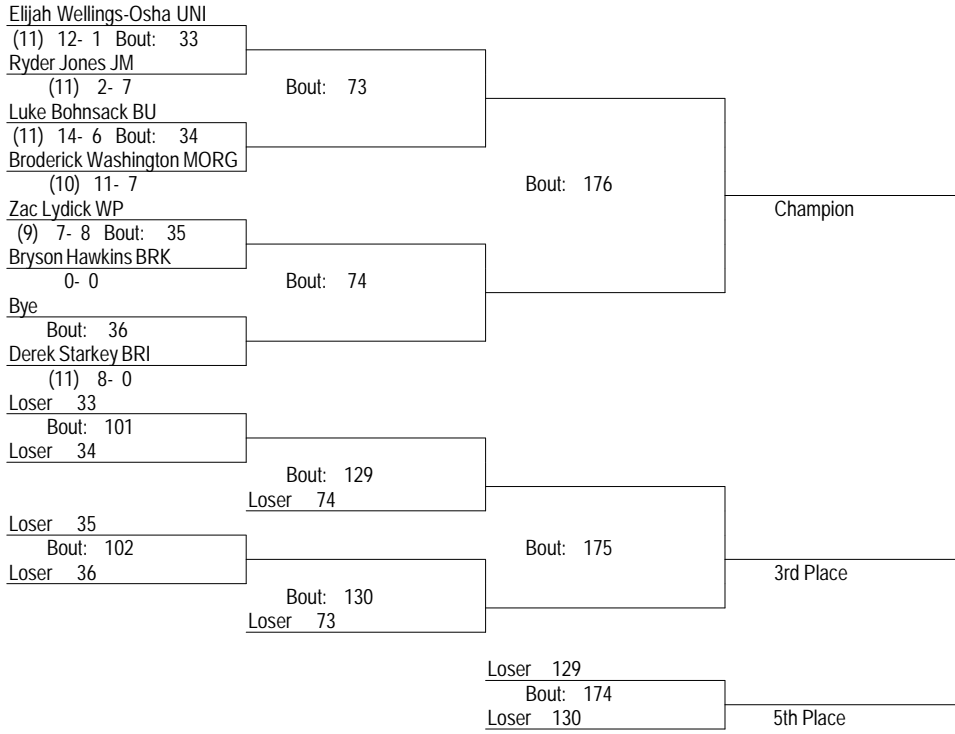 Elijah Wellings-Osha UNI
(11) 12- 1 Bout: 33
Ryder Jones JM
(11) 2- 7
Bout: 73
Luke Bohnsack BU
(11) 14- 6 Bout: 34
Broderick Washington MORG
(10) 11- 7
Bout: 176
Zac Lydick WP
Champion
(9) 7- 8 Bout: 35
Bryson Hawkins BRK
0- 0
Bout: 74
Bye
Bout: 36
Derek Starkey BRI
(11) 8- 0
Loser 33
Bout: 101
Loser 34
Bout: 129
Loser 74
Loser 35
Bout: 102
Bout: 175
Loser 36
3rd Place
Bout: 130
Loser 73
Loser 129
Bout: 174
Loser 130
5th Place